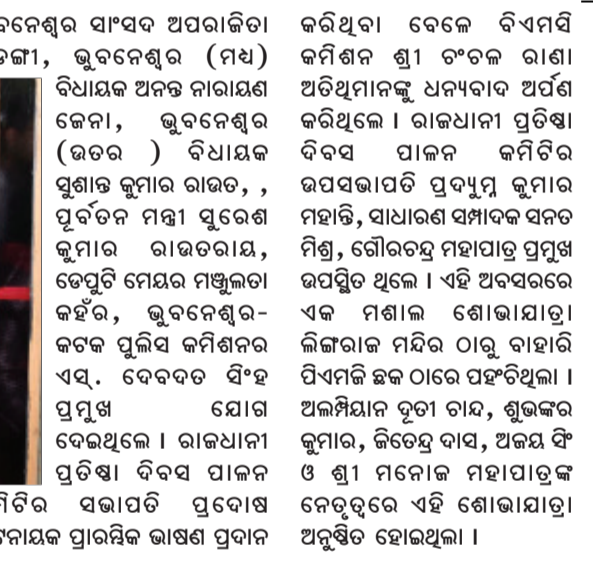 ବନେଶ୍ୱର ସାଂସଦ ଅପରାଜିତା
ଭୁବନେଶ୍ୱର (ମଧ୍ୟ)
ବିଧାୟକ ଅନନ୍ତ ନାରାୟଣ
ଜେନା, ଭୁବନେଶ୍ୱର
(ଉତର ) ବିଧାୟକ
ସୁଶାନ୍ତ କୁମାର ରାଉତ, ,
ପୂର୍ବତନ ମନ୍ତ୍ରୀ ସୁରେଶ
କୁମାର ରାଉତରାୟ,
ଡେପୁଟି ମେୟର ମଞ୍ଜୁଲତା
କହଁର, ଭୁବନେଶ୍ୱର-
କଟକ ପୁଲିସ କମିଶନର
ଏସ୍. ଦେବଦତ ସିଂହ
ପ୍ରମୁଖ ଯୋଗ
ଦେଇଥିଲେ । ରାଜଧାନୀ
ପ୍ରତିଷ୍ଠା ଦିବସ ପାଳନ
ମିଟିର ସଭାପତି ପ୍ରଦୋଷ
ଟନାୟକ ପ୍ରାରମ୍ଭିକ ଭାଷଣ ପ୍ରଦାନ
କରିଥିବା ବେଳେ ବିଏମସି
କମିଶନ ଶ୍ରୀ ଚଂଚଳ ରାଣା
ଅତିଥିମାନଙ୍କୁ ଧନ୍ୟବାଦ ଅର୍ପଣ
କରିଥିଲେ । ରାଜଧାନୀ ପ୍ରତିଷ୍ଠା
ଦିବସ ପାଳନ କମିଟିର
ଉପସଭାପତି ପ୍ରଦ୍ୟୁମ୍ନ କୁମାର
ମହାନ୍ତି, ସାଧାରଣ ସମ୍ପାଦକ ସନତ
ମିଶ୍ର, ଗୌରଚନ୍ଦ୍ର ମହାପାତ୍ର ପ୍ରମୁଖ
ଉପସ୍ଥିତ ଥିଲେ । ଏହି ଅବସରରେ
ଏକ ମଶାଲ ଶୋଭାଯାତ୍ରା
ଲିଙ୍ଗରାଜ ମନ୍ଦିର ଠାରୁ ବାହାରି
ପିଏମଜି ଛକ ଠାରେ ପହଂଚିଥିଲା ।
ଅଲମ୍ପିୟାନ ଦୂତୀ ଚାନ୍ଦ, ଶୁଭଙ୍କର
କୁମାର, ଜିତେନ୍ଦ୍ର ଦାସ, ଅଜୟ ସିଂ
ଓ ଶ୍ରୀ ମନୋଜ ମହାପାତ୍ରଙ୍କ
ନେତୃତ୍ୱରେ ଏହି ଶୋଭାଯାତ୍ରା
ଅନୁଷ୍ଠିତ ହୋଇଥିଲା ।